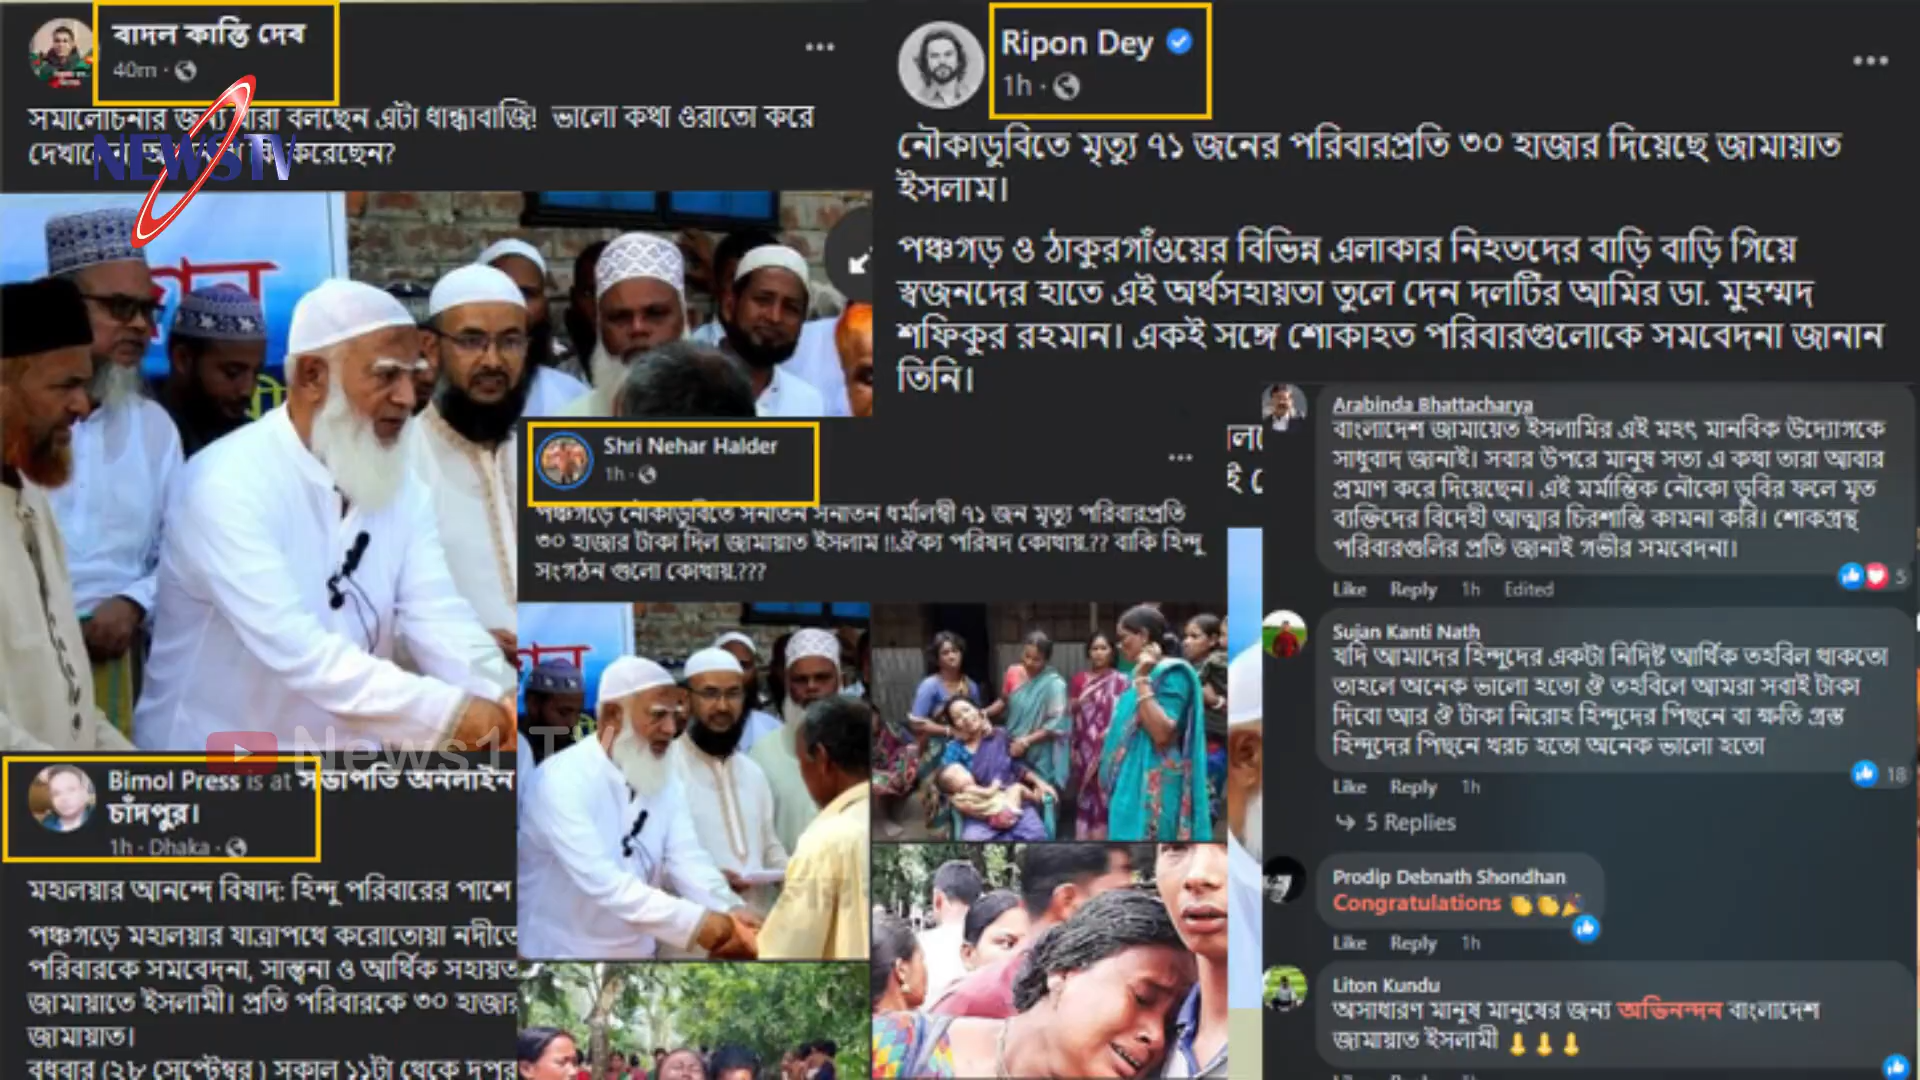 বাদল কান্তি দেব
40m
সমালোচনার জন্য যারা বলছেন এটা ধান্ধাবাজি! ভালো কথা ওরাতো করে
করেছেন?
NEWS TV
Ripon Dey
1h
নৌকাডুবিতে মৃত্যু ৭১ জনের পরিবারপ্রতি ৩০ হাজার দিয়েছে জামায়াত
ইসলাম।
পঞ্চগড় ও ঠাকুরগাঁওয়ের বিভিন্ন এলাকার নিহতদের বাড়ি বাড়ি গিয়ে
স্বজনদের হাতে এই অর্থসহায়তা তুলে দেন দলটির আমির ডা. মুহম্মদ
শফিকুর রহমান। একই সঙ্গে শোকাহত পরিবারগুলোকে সমবেদনা জানান
তিনি।
Shri Nehar Halder
1h
পঞ্চগড়ে নৌকাডুবিতে সনাতন সনাতন ধর্মালম্বী ৭১ জন মৃত্যু পরিবারপ্রতি
৩০ হাজার টাকা দিল জামায়াত ইসলাম !!ঐক্য পরিষদ কোথায়.?? বাকি হিন্দু
সংগঠন গুলো কোথায়.???
News1 TV
Bimol Press is at সভাপতি অনলাইন
চাঁদপুর।
1h · Dhaka
মহালয়ার আনন্দে বিষাদ: হিন্দু পরিবারের পাশে
পঞ্চগড়ে মহালয়ার যাত্রাপথে করোতোয়া নদীতে
পরিবারকে সমবেদনা, সান্ত্বনা ও আর্থিক সহায়ত
জামায়াতে ইসলামী। প্রতি পরিবারকে ৩০ হাজার
জামায়াত।
বুধবার (২৮ সেপ্টেম্বর) সকাল ১১টা থেকে দুপুর
Arabinda Bhattacharya
বাংলাদেশ জামায়েত ইসলামির এই মহৎ মানবিক উদ্যোগকে
সাধুবাদ জানাই। সবার উপরে মানুষ সত্য এ কথা তারা আবার
প্রমাণ করে দিয়েছেন। এই মর্মান্তিক নৌকো ডুবির ফলে মৃত
ব্যক্তিদের বিদেহী আত্মার চিরশান্তি কামনা করি। শোকগ্রস্থ
পরিবারগুলির প্রতি জানাই গভীর সমবেদনা।
5
Like Reply 1h Edited
Sujan Kanti Nath
যদি আমাদের হিন্দুদের একটা নিদিষ্ট আর্থিক তহবিল থাকতো
তাহলে অনেক ভালো হতো ঐ তহবিলে আমরা সবাই টাকা
দিবো আর ঐ টাকা নিরোহ হিন্দুদের পিছনে বা ক্ষতি গ্রস্ত
হিন্দুদের পিছনে খরচ হতো অনেক ভালো হতো
18
Like Reply 1h
5 Replies
Prodip Debnath Shondhan
Congratulations 👏👏🎉
Like Reply 1h
Liton Kundu
অসাধারণ মানুষ মানুষের জন্য অভিনন্দন বাংলাদেশ
জামায়াত ইসলামী